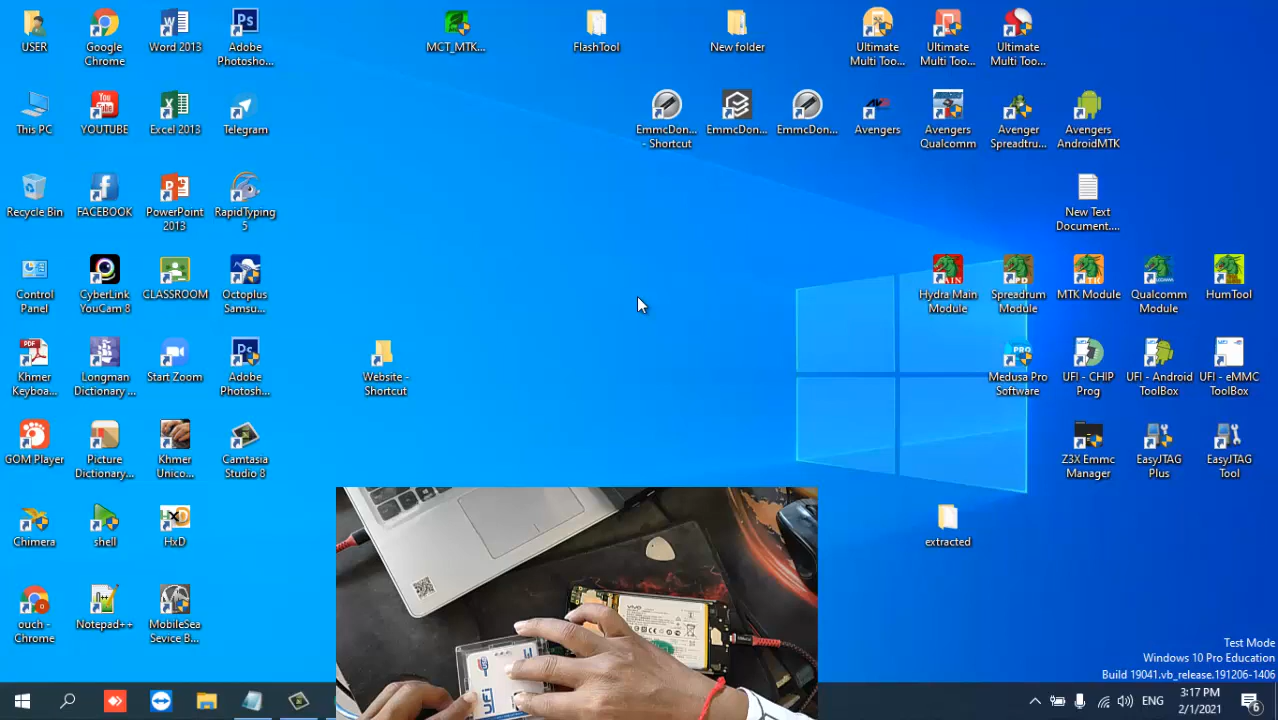 USER
Google
Chrome
Word 2013
Adobe
Photosho...
MCT_MTK...
FlashTool
New folder
Ultimate
Multi Too...
Ultimate
Multi Too...
Ultimate
Multi Too...
This PC
YOUTUBE
Excel 2013
Telegram
EmmcDon...
- Shortcut
EmmcDon...
EmmcDon...
Avengers
Avengers
Qualcomm
Avenger
Spreadtru...
Avengers
AndroidMTK
Recycle Bin
FACEBOOK
PowerPoint
2013
RapidTyping
5
New Text
Document....
Control
Panel
CyberLink
YouCam 8
CLASSROOM
Octoplus
Samsu...
Hydra Main
Module
Spreadrum
Module
MTK Module
Qualcomm
Module
HumTool
Khmer
Keyboa...
Longman
Dictionary ...
Start Zoom
Adobe
Photosh...
Website -
Shortcut
Medusa Pro
Software
UFI - CHIP
Prog
UFI - Android
ToolBox
UFI - eMMC
ToolBox
GOM Player
Picture
Dictionary...
Khmer
Unico...
Camtasia
Studio 8
Z3X Emmc
Manager
EasyJTAG
Plus
EasyJTAG
Tool
Chimera
shell
HxD
extracted
ouch -
Chrome
Notepad++
MobileSea
Sevice B...
vivo
UFi
Test Mode
Windows 10 Pro Education
Build 19041.vb_release.191206-1406
ENG
3:17 PM
2/1/2021
6